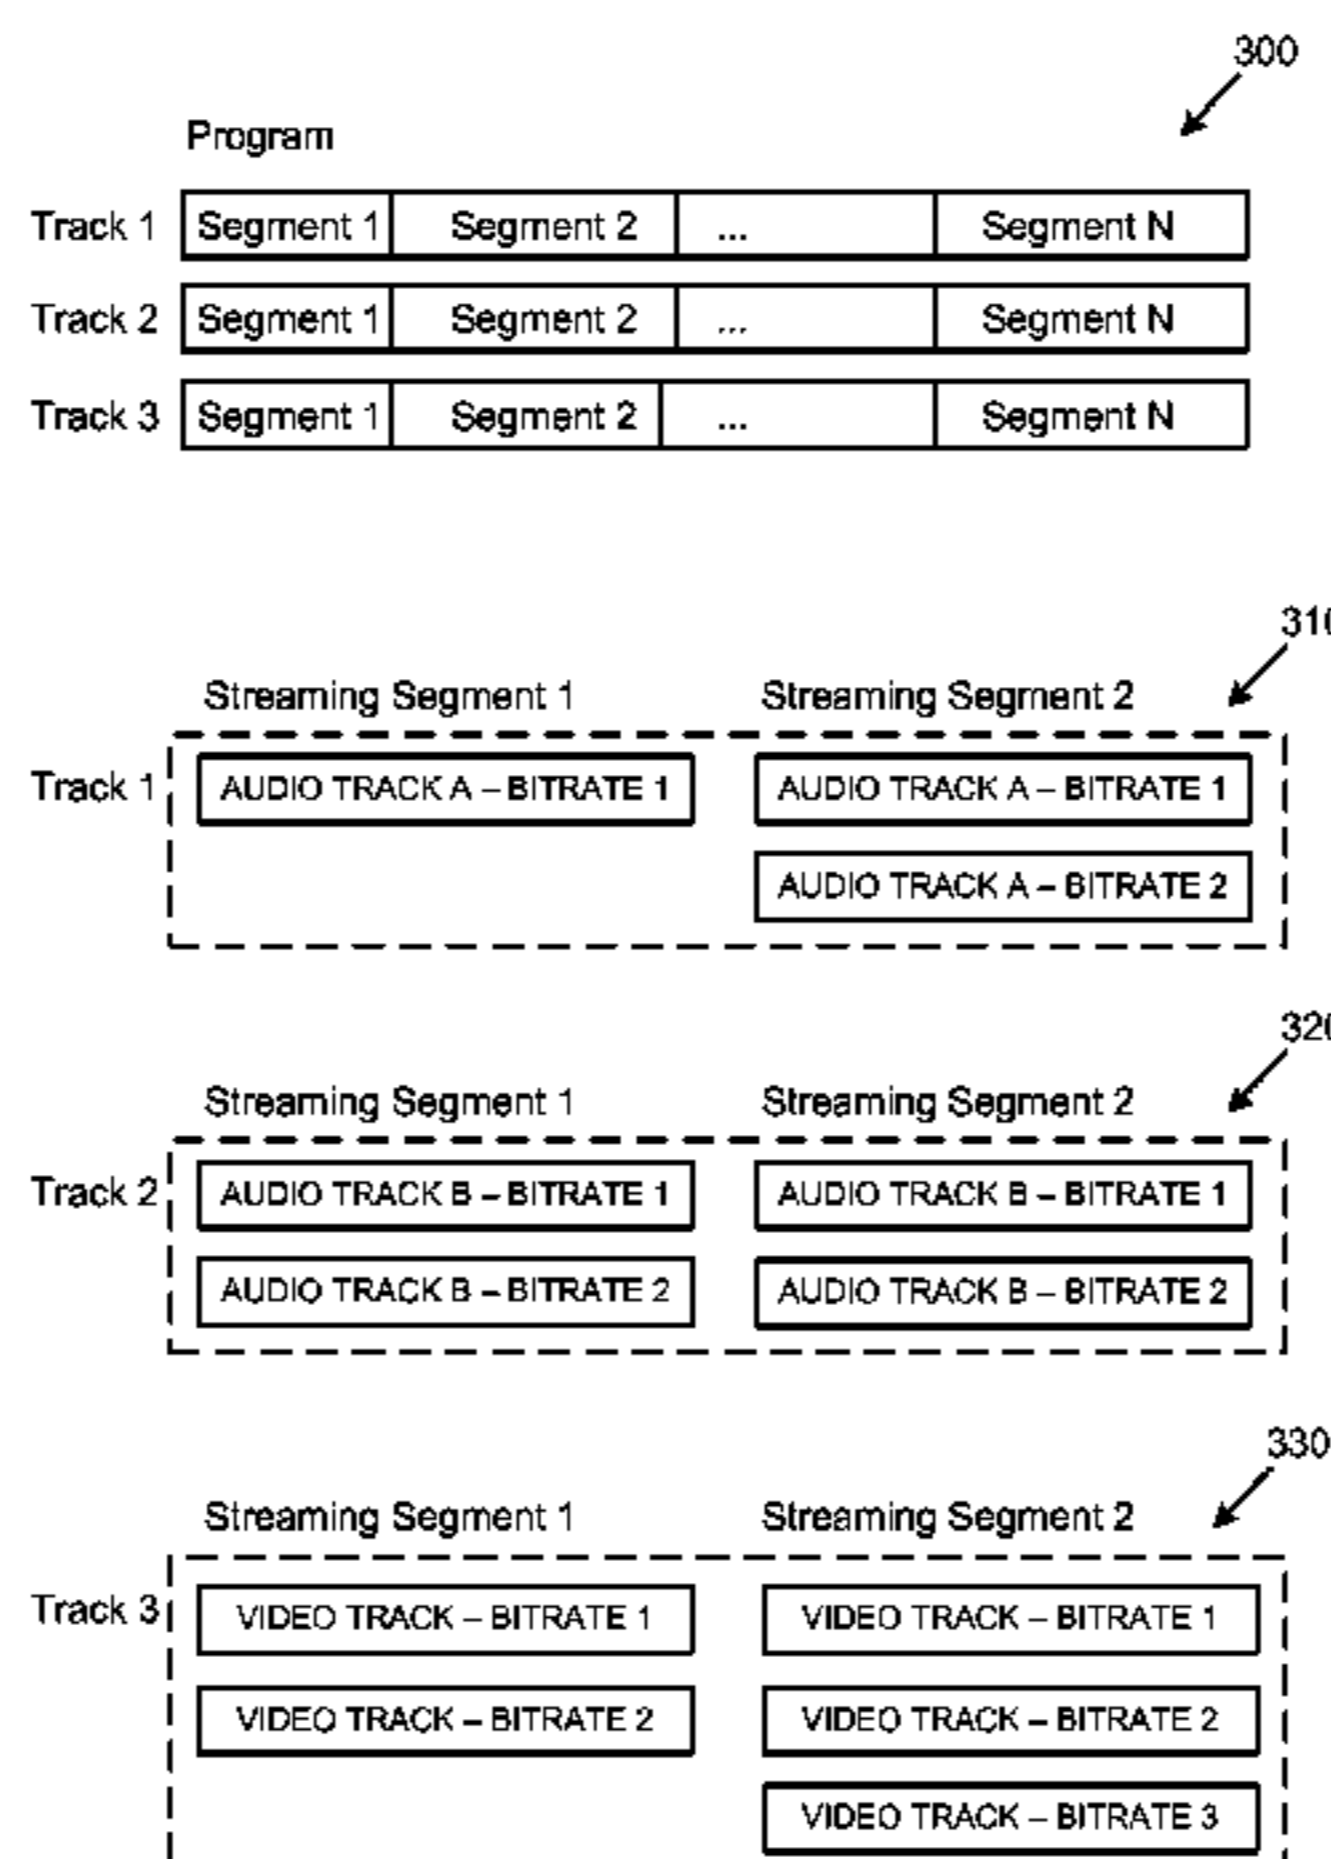 300
Program
Track 1 Segment 1 Segment 2 ... Segment N
Track 2 Segment 1 Segment 2 ... Segment N
Track 3 Segment 1 Segment 2 ... Segment N
310
Streaming Segment 1 Streaming Segment 2
Track 1 AUDIO TRACK A – BITRATE 1 AUDIO TRACK A – BITRATE 1
AUDIO TRACK A – BITRATE 2
320
Streaming Segment 1 Streaming Segment 2
Track 2 AUDIO TRACK B – BITRATE 1 AUDIO TRACK B – BITRATE 1
AUDIO TRACK B – BITRATE 2 AUDIO TRACK B – BITRATE 2
330
Streaming Segment 1 Streaming Segment 2
Track 3 VIDEO TRACK – BITRATE 1 VIDEO TRACK – BITRATE 1
VIDEO TRACK – BITRATE 2 VIDEO TRACK – BITRATE 2
VIDEO TRACK – BITRATE 3